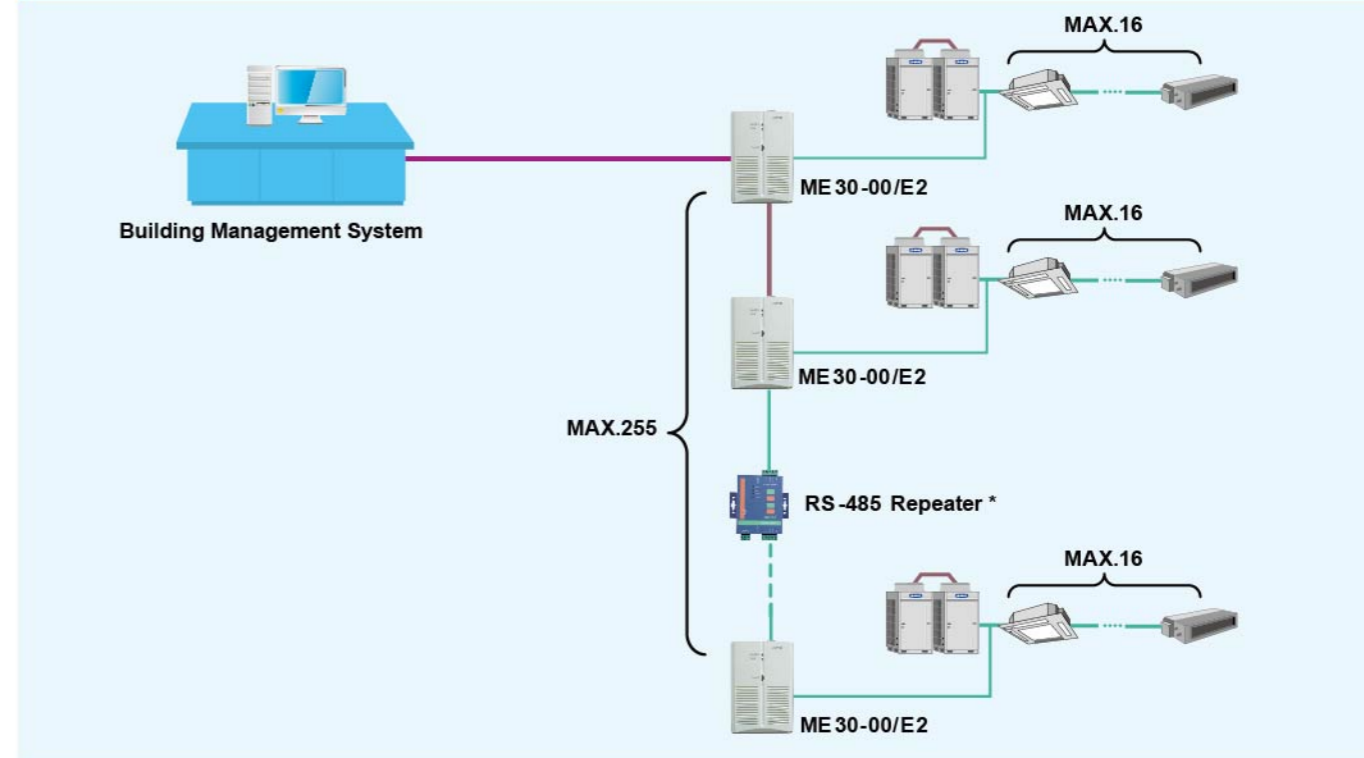 MAX.16
ME30-00/E2
Building Management System
MAX.16
ME30-00/E2
MAX.255
RS-485 Repeater *
MAX.16
ME30-00/E2